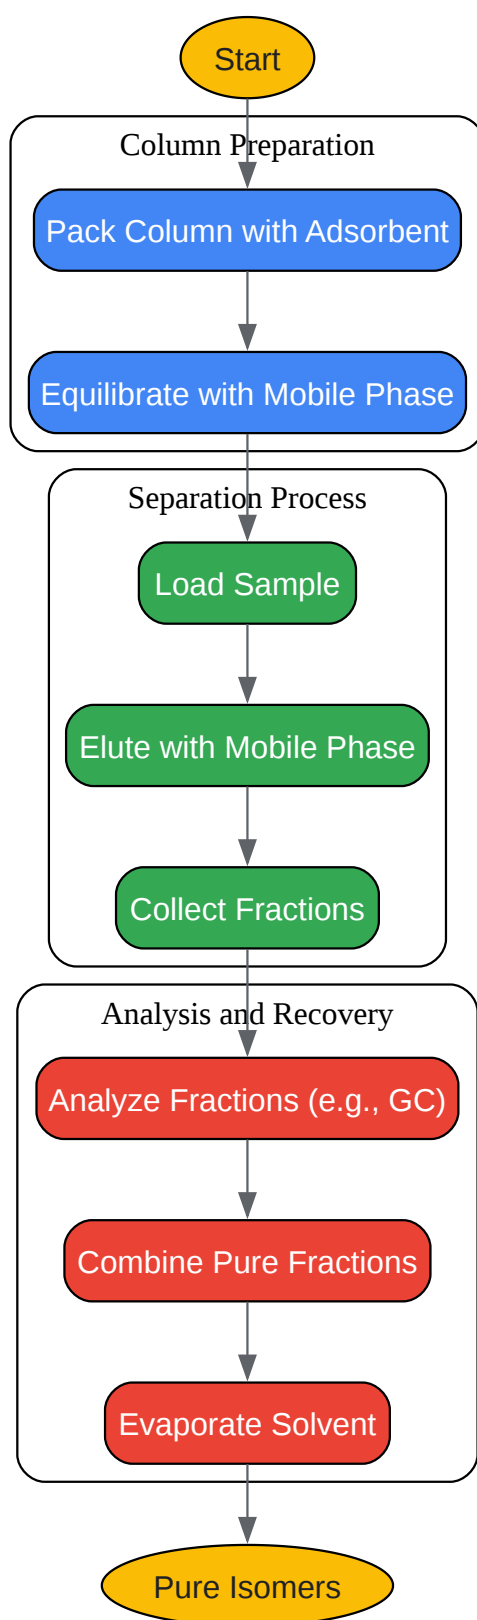 Start
Column Preparation
Pack Column with Adsorbent
Equilibrate with Mobile Phase
Separation Process
Load Sample
Elute with Mobile Phase
Collect Fractions
Analysis and Recovery
Analyze Fractions (e.g., GC)
Combine Pure Fractions
Evaporate Solvent
Pure Isomers